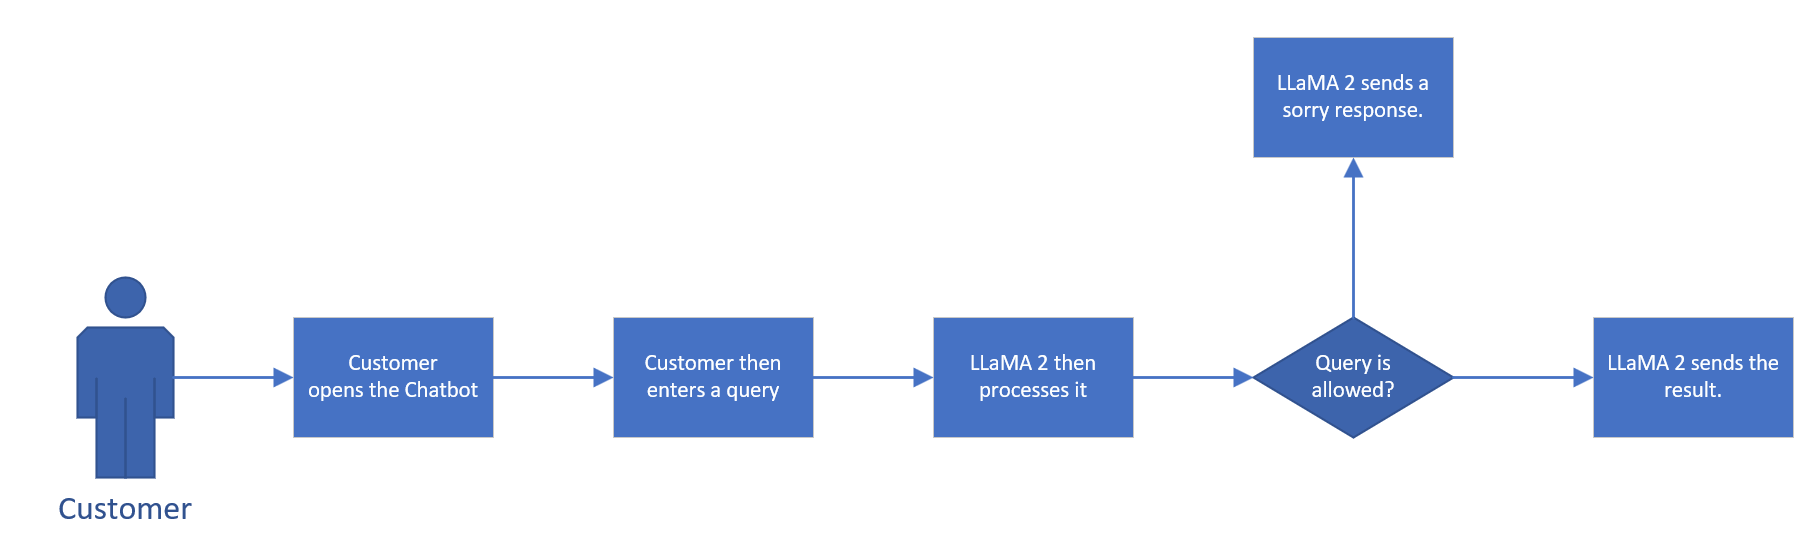 Customer
Customer
opens the Chatbot
Customer then
enters a query
LLaMA 2 then
processes it
Query is
allowed?
LLaMA 2 sends a
sorry response.
LLaMA 2 sends the
result.